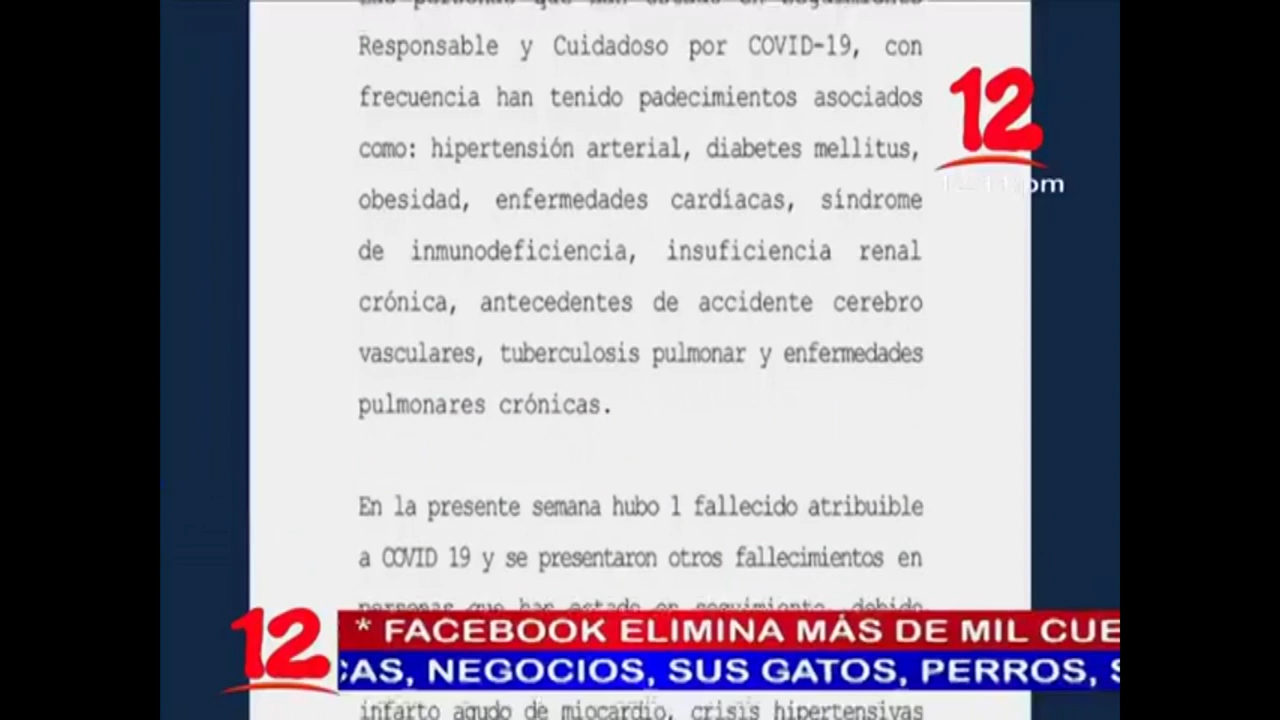 Responsable y Cuidadoso por COVID-19, con
frecuencia han tenido padecimientos asociados
como: hipertensión arterial, diabetes mellitus,
obesidad, enfermedades cardíacas, síndrome
de inmunodeficiencia, insuficiencia renal
crónica, antecedentes de accidente cerebro
vasculares, tuberculosis pulmonar y enfermedades
pulmonares crónicas.
En la presente semana hubo 1 fallecido atribuible
a COVID 19 y se presentaron otros fallecimientos en
12
pm
12
* FACEBOOK ELIMINA MÁS DE MIL CUE
CAS, NEGOCIOS, SUS GATOS, PERROS, S
infarto agudo de miocardio, crisis hipertensivas